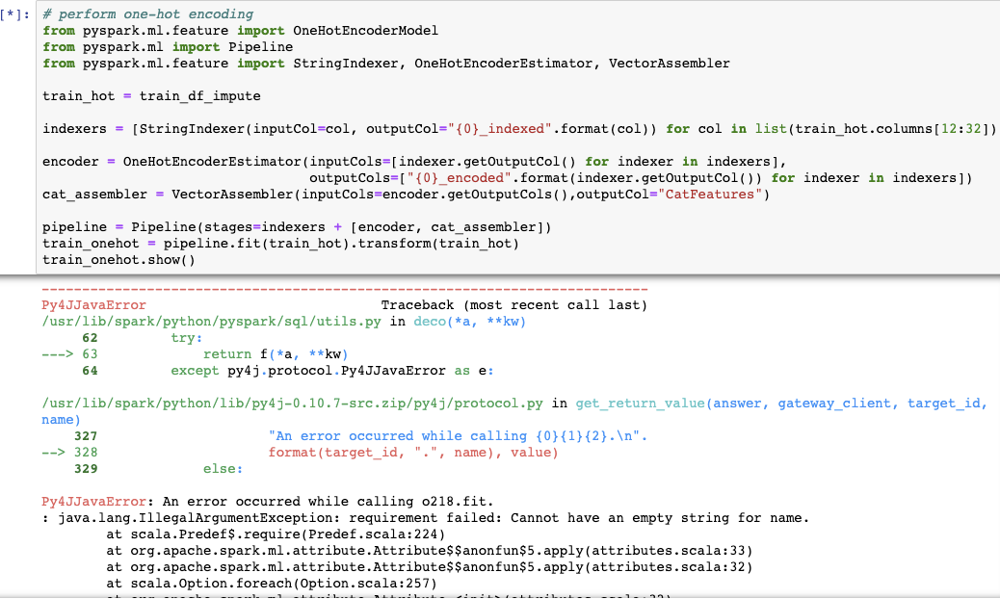 [*]: # perform one-hot encoding
from pyspark.ml.feature import OneHotEncoderModel
from pyspark.ml import Pipeline
from pyspark.ml.feature import StringIndexer, OneHotEncoderEstimator, VectorAssembler
train_hot = train_df_impute
indexers = [StringIndexer(inputCol=col, outputCol="{0}_indexed".format(col)) for col in list(train_hot.columns[12:32])
encoder = OneHotEncoderEstimator(inputCols=[indexer.getOutputCol() for indexer in indexers],
outputCols=["{0}_encoded".format(indexer.getOutputCol()) for indexer in indexers])
cat_assembler = VectorAssembler(inputCols=encoder.getOutputCols(),outputCol="CatFeatures")
pipeline = Pipeline(stages=indexers + [encoder, cat_assembler])
train_onehot = pipeline.fit(train_hot).transform(train_hot)
train_onehot.show()
---------------------------------------------------------------------------
Py4JJavaError Traceback (most recent call last)
/usr/lib/spark/python/pyspark/sql/utils.py in deco(*a, **kw)
62 try:
---> 63 return f(*a, **kw)
64 except py4j.protocol.Py4JJavaError as e:
/usr/lib/spark/python/lib/py4j-0.10.7-src.zip/py4j/protocol.py in get_return_value(answer, gateway_client, target_id,
name)
327 "An error occurred while calling {0}{1}{2}.\n".
--> 328 format(target_id, ".", name), value)
329 else:
Py4JJavaError: An error occurred while calling o218.fit.
: java.lang.IllegalArgumentException: requirement failed: Cannot have an empty string for name.
at scala.Predef$.require(Predef.scala:224)
at org.apache.spark.ml.attribute.Attribute$$anonfun$5.apply(attributes.scala:33)
at org.apache.spark.ml.attribute.Attribute$$anonfun$5.apply(attributes.scala:32)
at scala.Option.foreach(Option.scala:257)